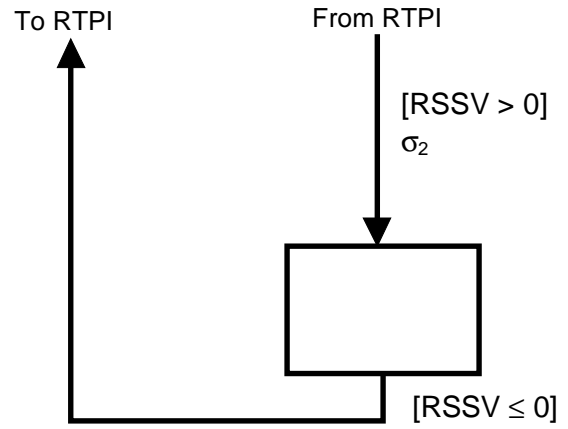 To RTPI
From RTPI
[RSSV > 0]
σ₂
[RSSV ≤ 0]